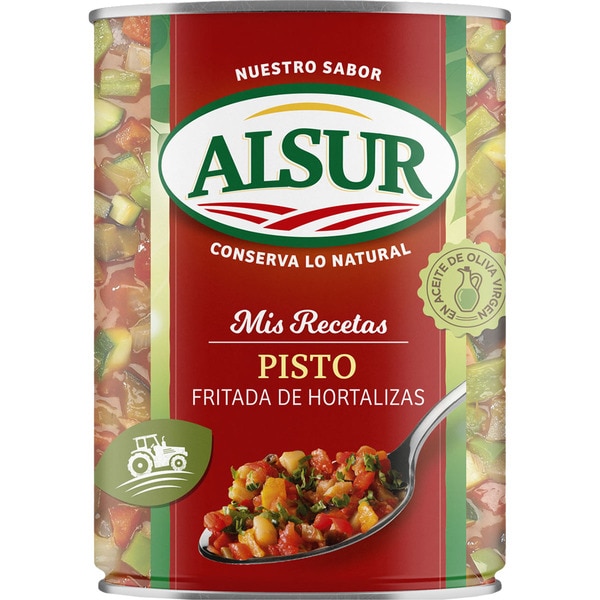 NUESTRO SABOR
ALSUR
CONSERVA LO NATURAL
EN ACEITE DE OLIVA VIRGEN
Mis Recetas
PISTO
FRITADA DE HORTALIZAS